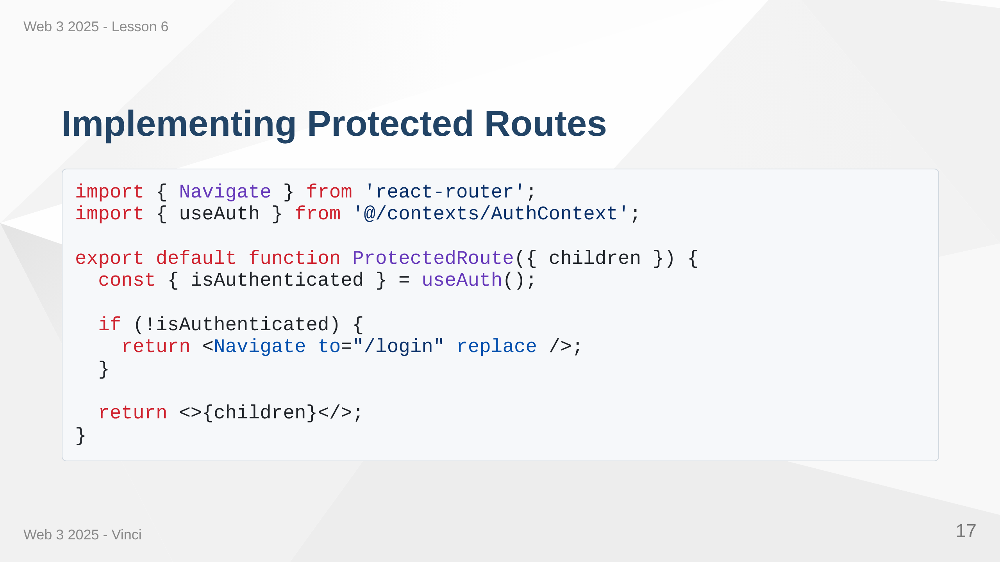 Web 3 2025 - Lesson 6
Implementing Protected Routes
import { Navigate } from 'react-router';
import { useAuth } from '@/contexts/AuthContext';
export default function ProtectedRoute({ children }) {
  const { isAuthenticated } = useAuth();
  if (!isAuthenticated) {
    return <Navigate to="/login" replace />;
  }
  return <>{children}</>;
}
Web 3 2025 - Vinci
17